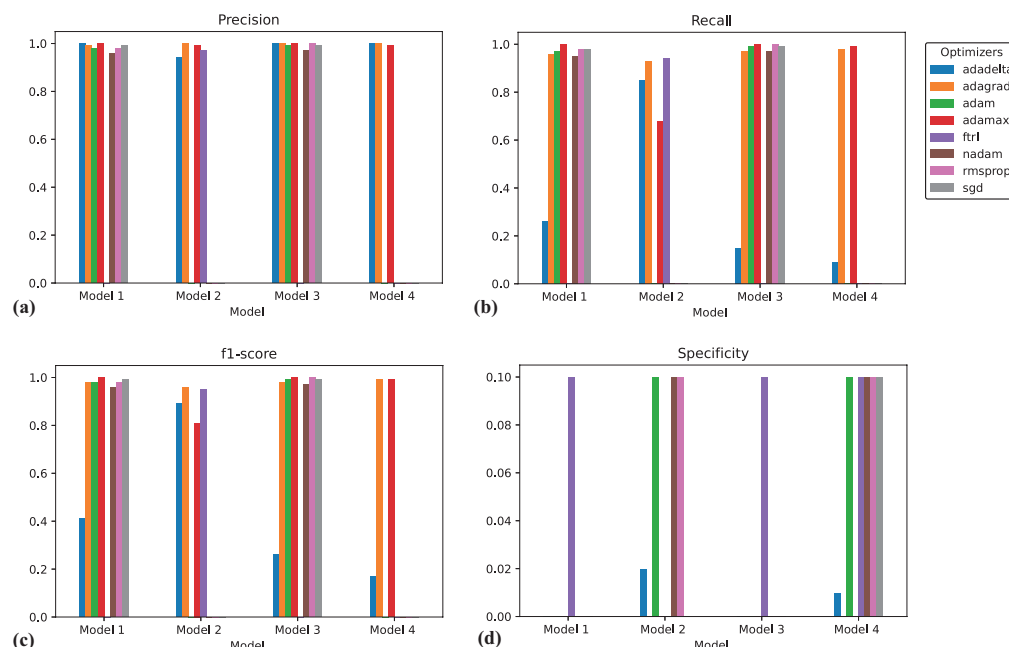 Precision
1.0
0.8
0.6
0.4
0.2
0.0
Model 1 Model 2 Model 3 Model 4
Model
(a)
Recall
1.0
0.8
0.6
0.4
0.2
0.0
Model 1 Model 2 Model 3 Model 4
Model
(b)
Optimizers
adadelta
adagrad
adam
adamax
ftrl
nadam
rmsprop
sgd
f1-score
1.0
0.8
0.6
0.4
0.2
0.0
Model 1 Model 2 Model 3 Model 4
Model
(c)
Specificity
0.10
0.08
0.06
0.04
0.02
0.00
Model 1 Model 2 Model 3 Model 4
Model
(d)